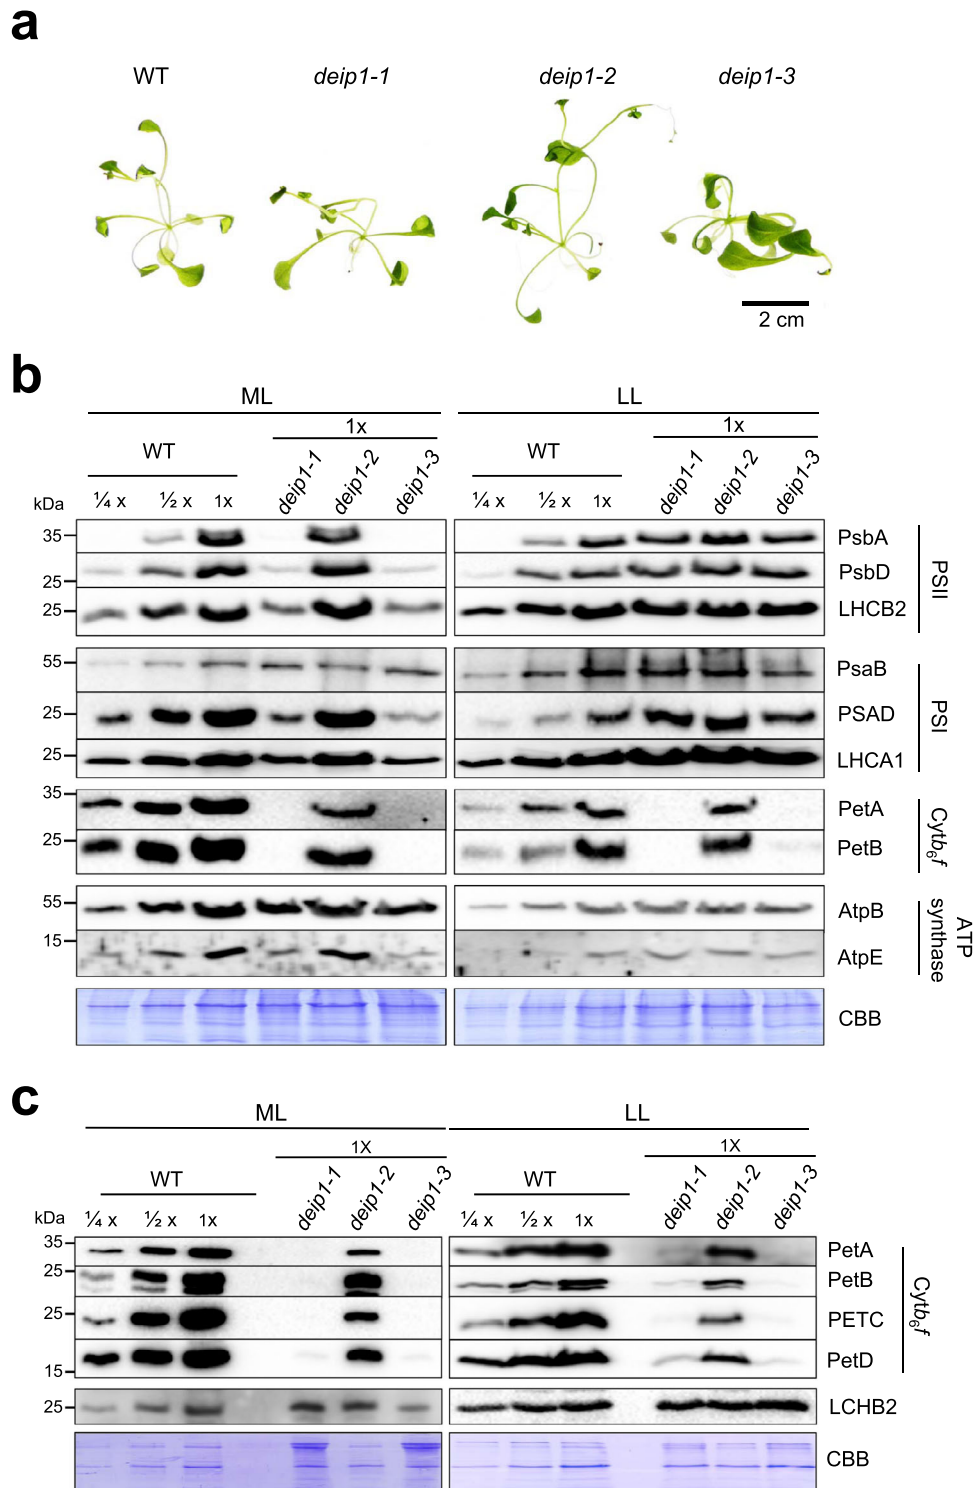 a
WT
deip1-1
deip1-2
deip1-3
2 cm
b
ML
LL
1x
1x
WT
WT
kDa
¼ x
½ x
1x
deip1-1
deip1-2
deip1-3
¼ x
½ x
1x
deip1-1
deip1-2
deip1-3
35
PsbA
25
PsbD
25
LHCB2
PSII
55
PsaB
25
PSAD
25
LHCA1
PSI
35
PetA
25
PetB
Cytb₆f
55
AtpB
15
AtpE
ATP
synthase
CBB
c
ML
LL
1X
1X
WT
WT
kDa
¼ x
½ x
1x
deip1-1
deip1-2
deip1-3
¼ x
½ x
1x
deip1-1
deip1-2
deip1-3
35
PetA
25
PetB
25
PETC
15
PetD
Cytb₆f
25
LCHB2
CBB